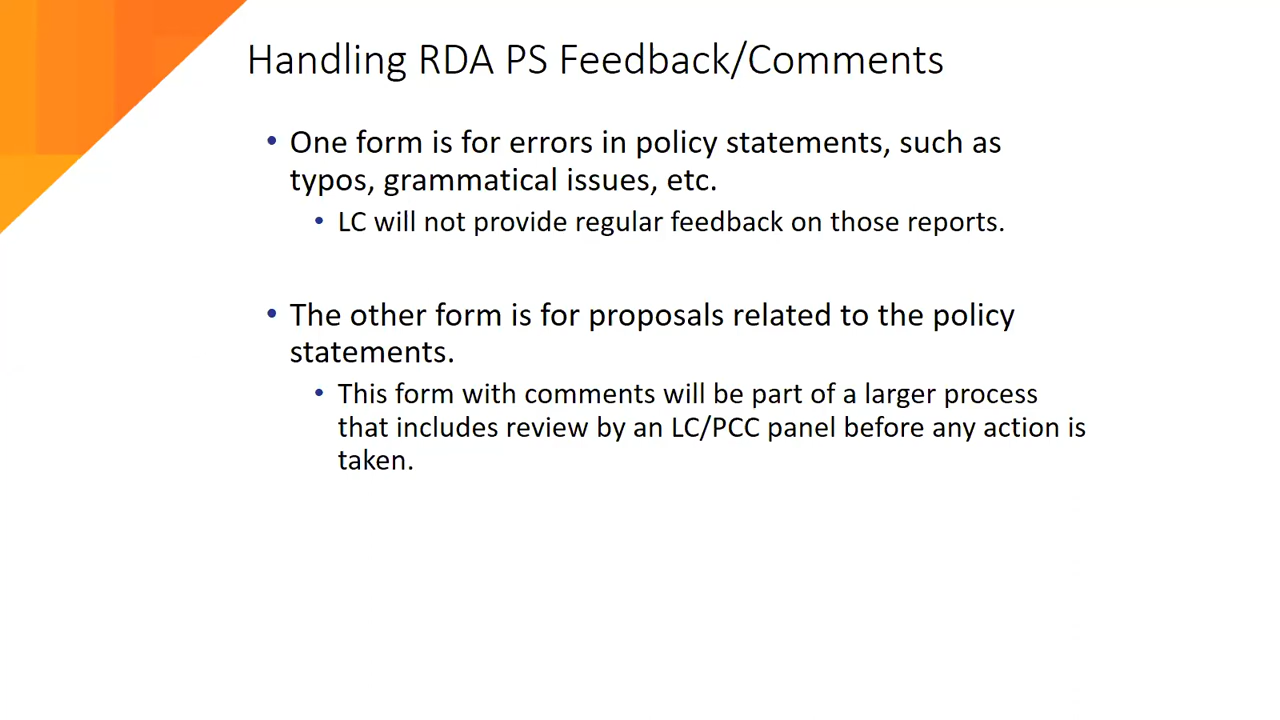 Handling RDA PS Feedback/Comments
• One form is for errors in policy statements, such as
typos, grammatical issues, etc.
• LC will not provide regular feedback on those reports.
• The other form is for proposals related to the policy
statements.
• This form with comments will be part of a larger process
that includes review by an LC/PCC panel before any action is
taken.